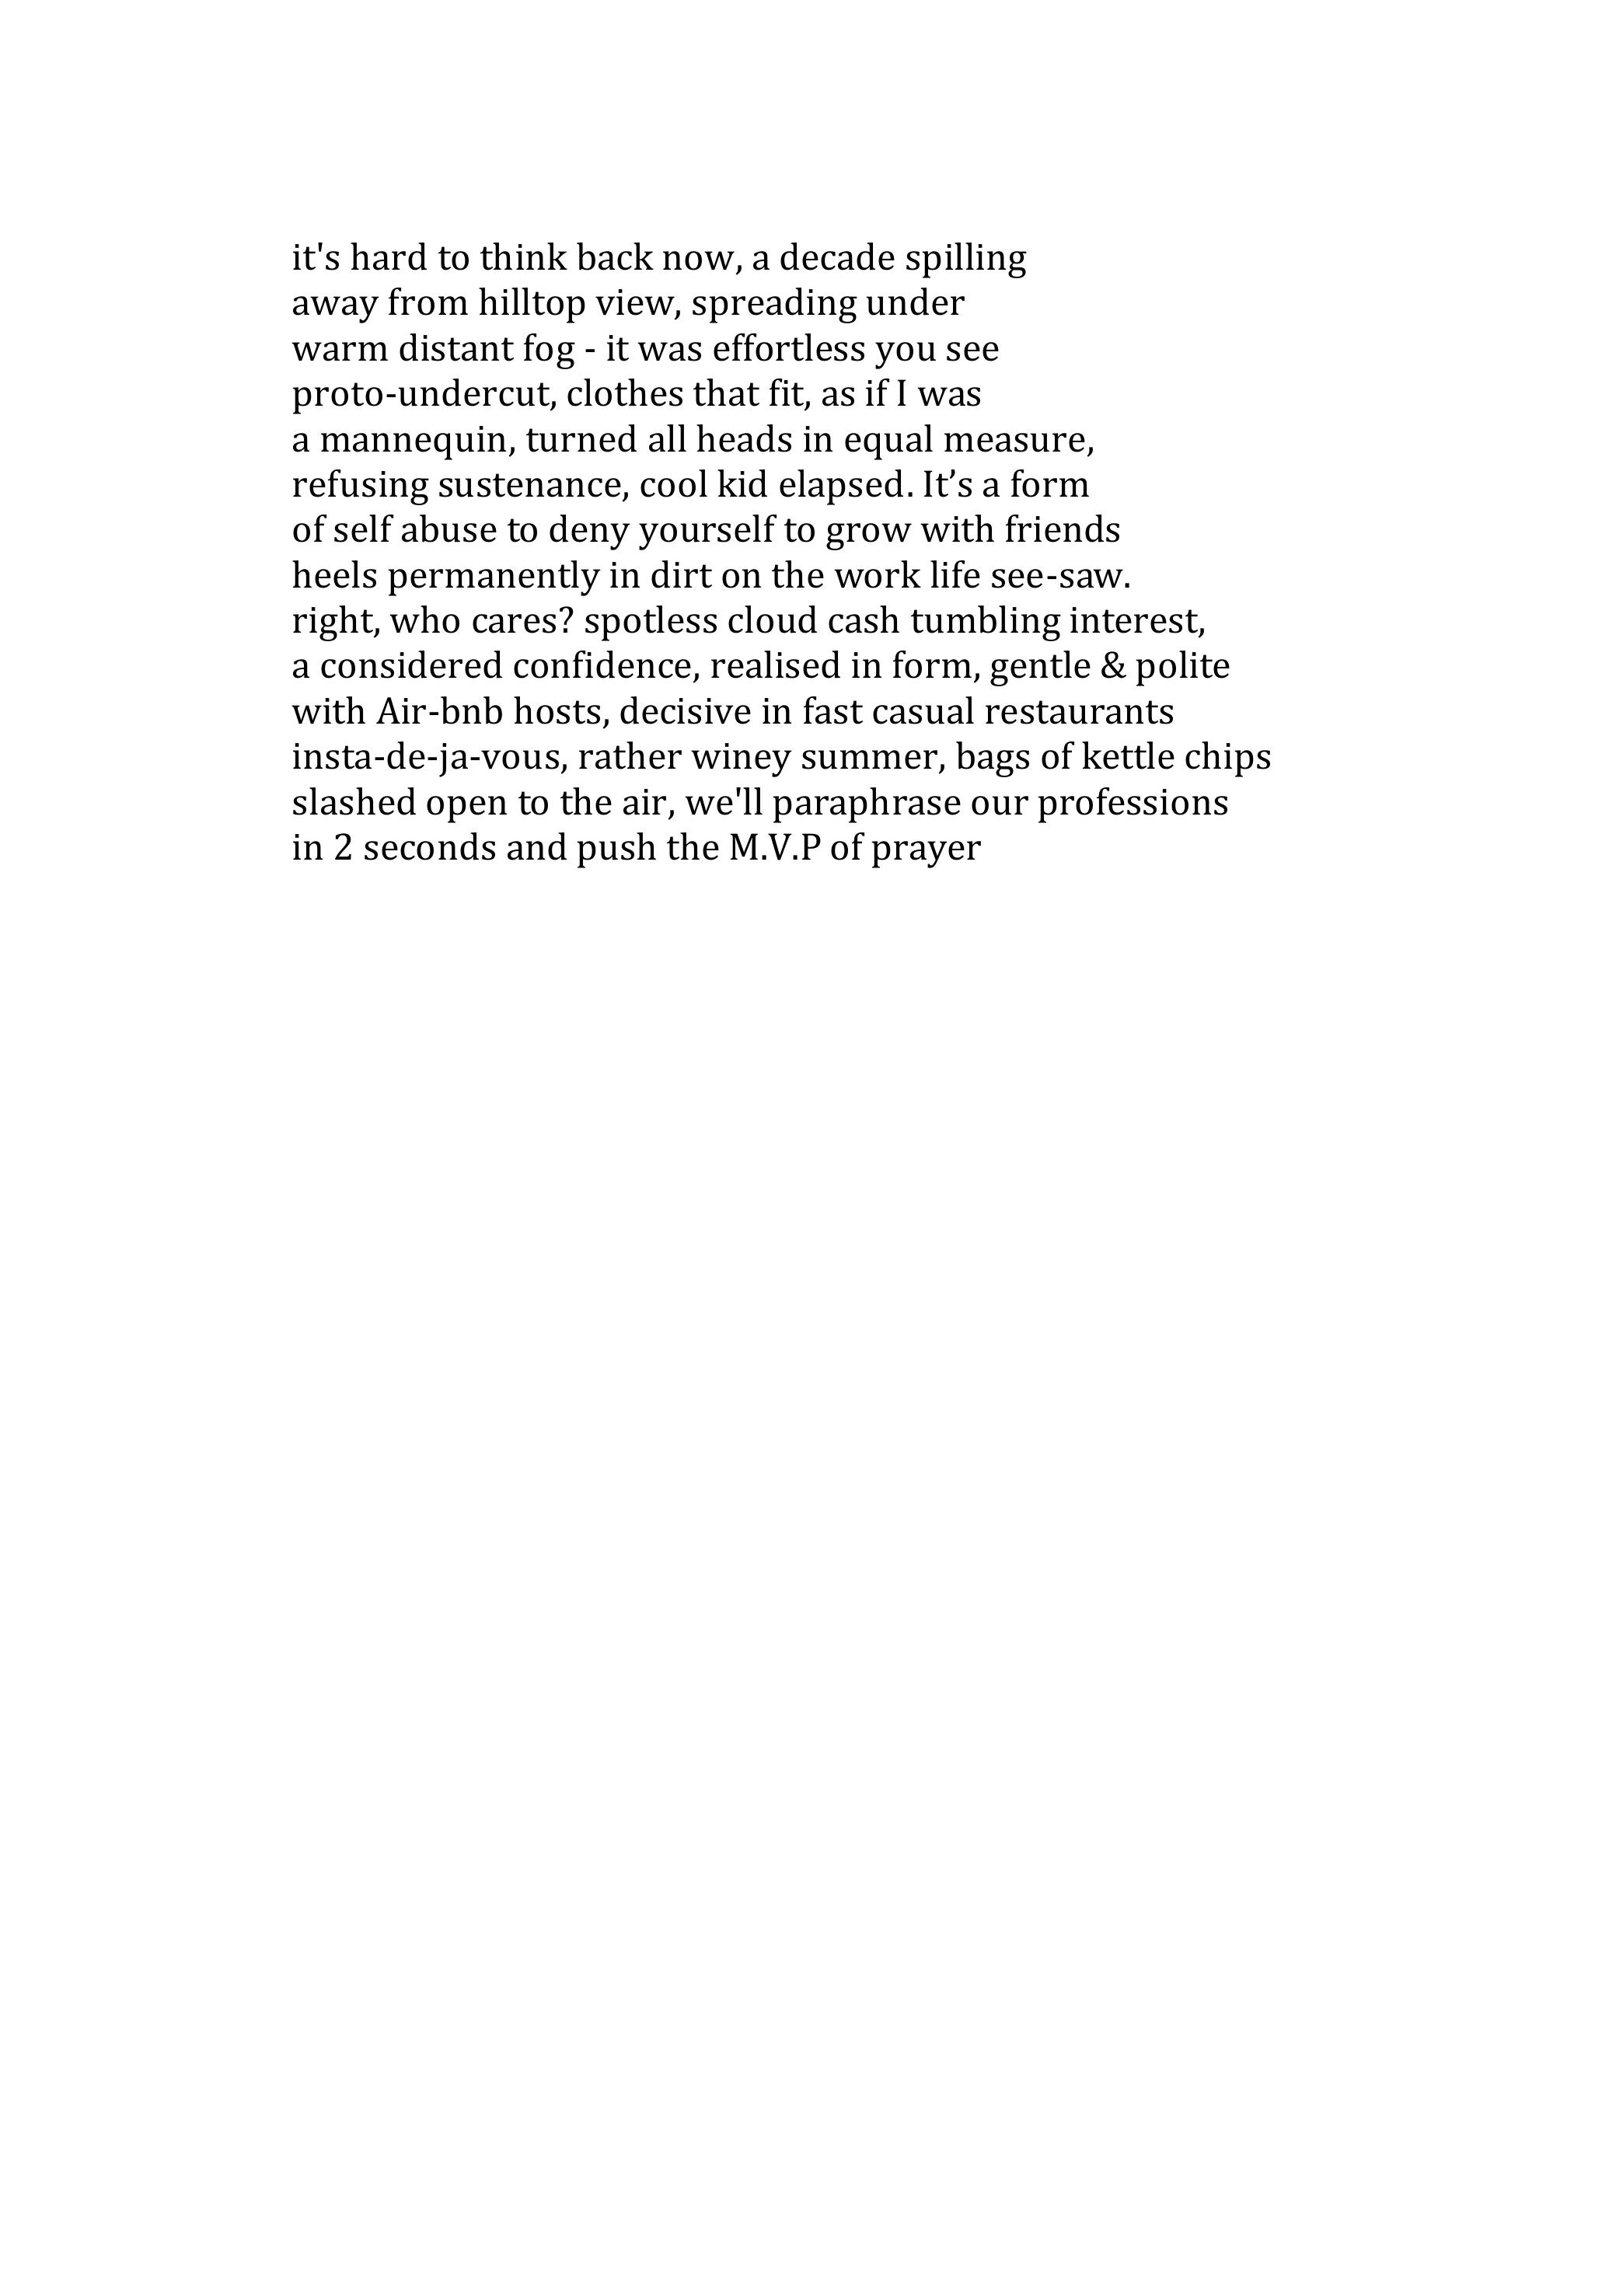 it's hard to think back now, a decade spilling
away from hilltop view, spreading under
warm distant fog - it was effortless you see
proto-undercut, clothes that fit, as if I was
a mannequin, turned all heads in equal measure,
refusing sustenance, cool kid elapsed. It’s a form
of self abuse to deny yourself to grow with friends
heels permanently in dirt on the work life see-saw.
right, who cares? spotless cloud cash tumbling interest,
a considered confidence, realised in form, gentle & polite
with Air-bnb hosts, decisive in fast casual restaurants
insta-de-ja-vous, rather winey summer, bags of kettle chips
slashed open to the air, we'll paraphrase our professions
in 2 seconds and push the M.V.P of prayer